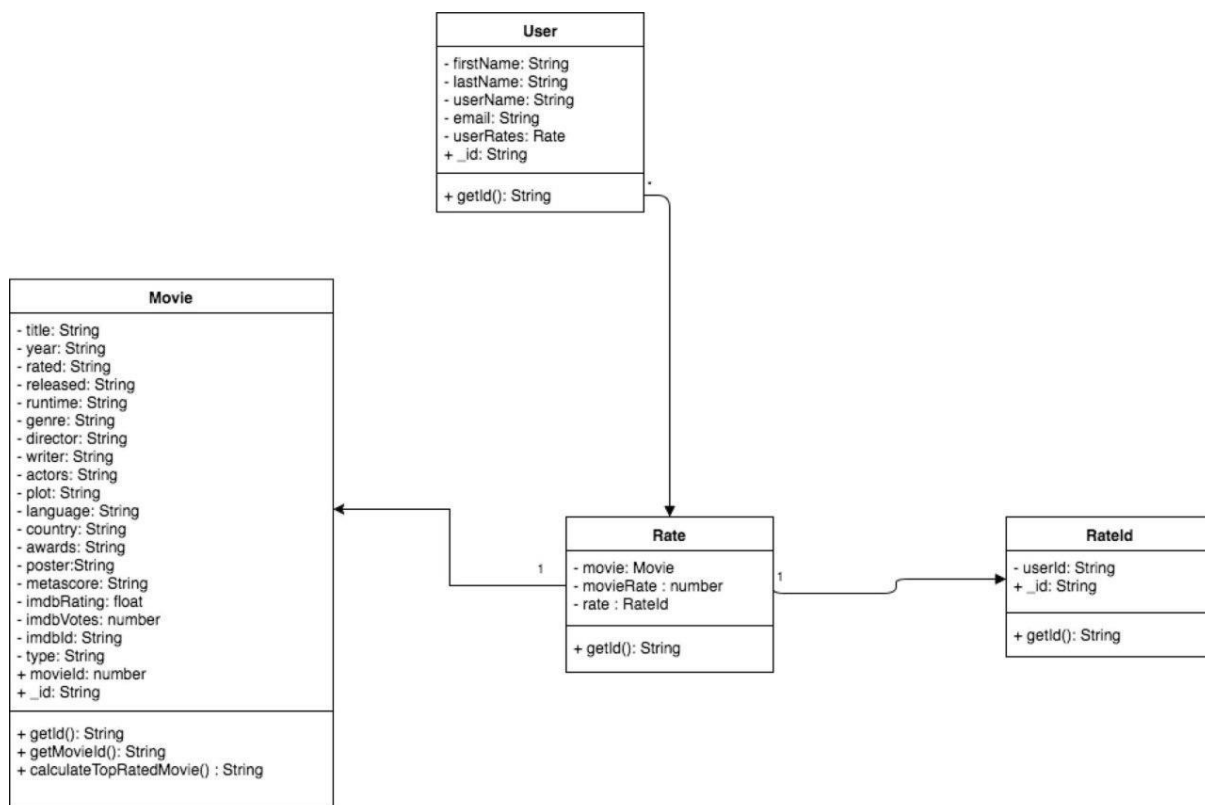 User
- firstName: String
- lastName: String
- userName: String
- email: String
- userRates: Rate
+ _id: String
+ getId(): String
*
Movie
- title: String
- year: String
- rated: String
- released: String
- runtime: String
- genre: String
- director: String
- writer: String
- actors: String
- plot: String
- language: String
- country: String
- awards: String
- poster:String
- metascore: String
- imdbRating: float
- imdbVotes: number
- imdbId: String
- type: String
+ movieId: number
+ _id: String
+ getId(): String
+ getMovieId(): String
+ calculateTopRatedMovie() : String
1
Rate
- movie: Movie
- movieRate : number
- rate : RateId
+ getId(): String
1
RateId
- userId: String
+ _id: String
+ getId(): String